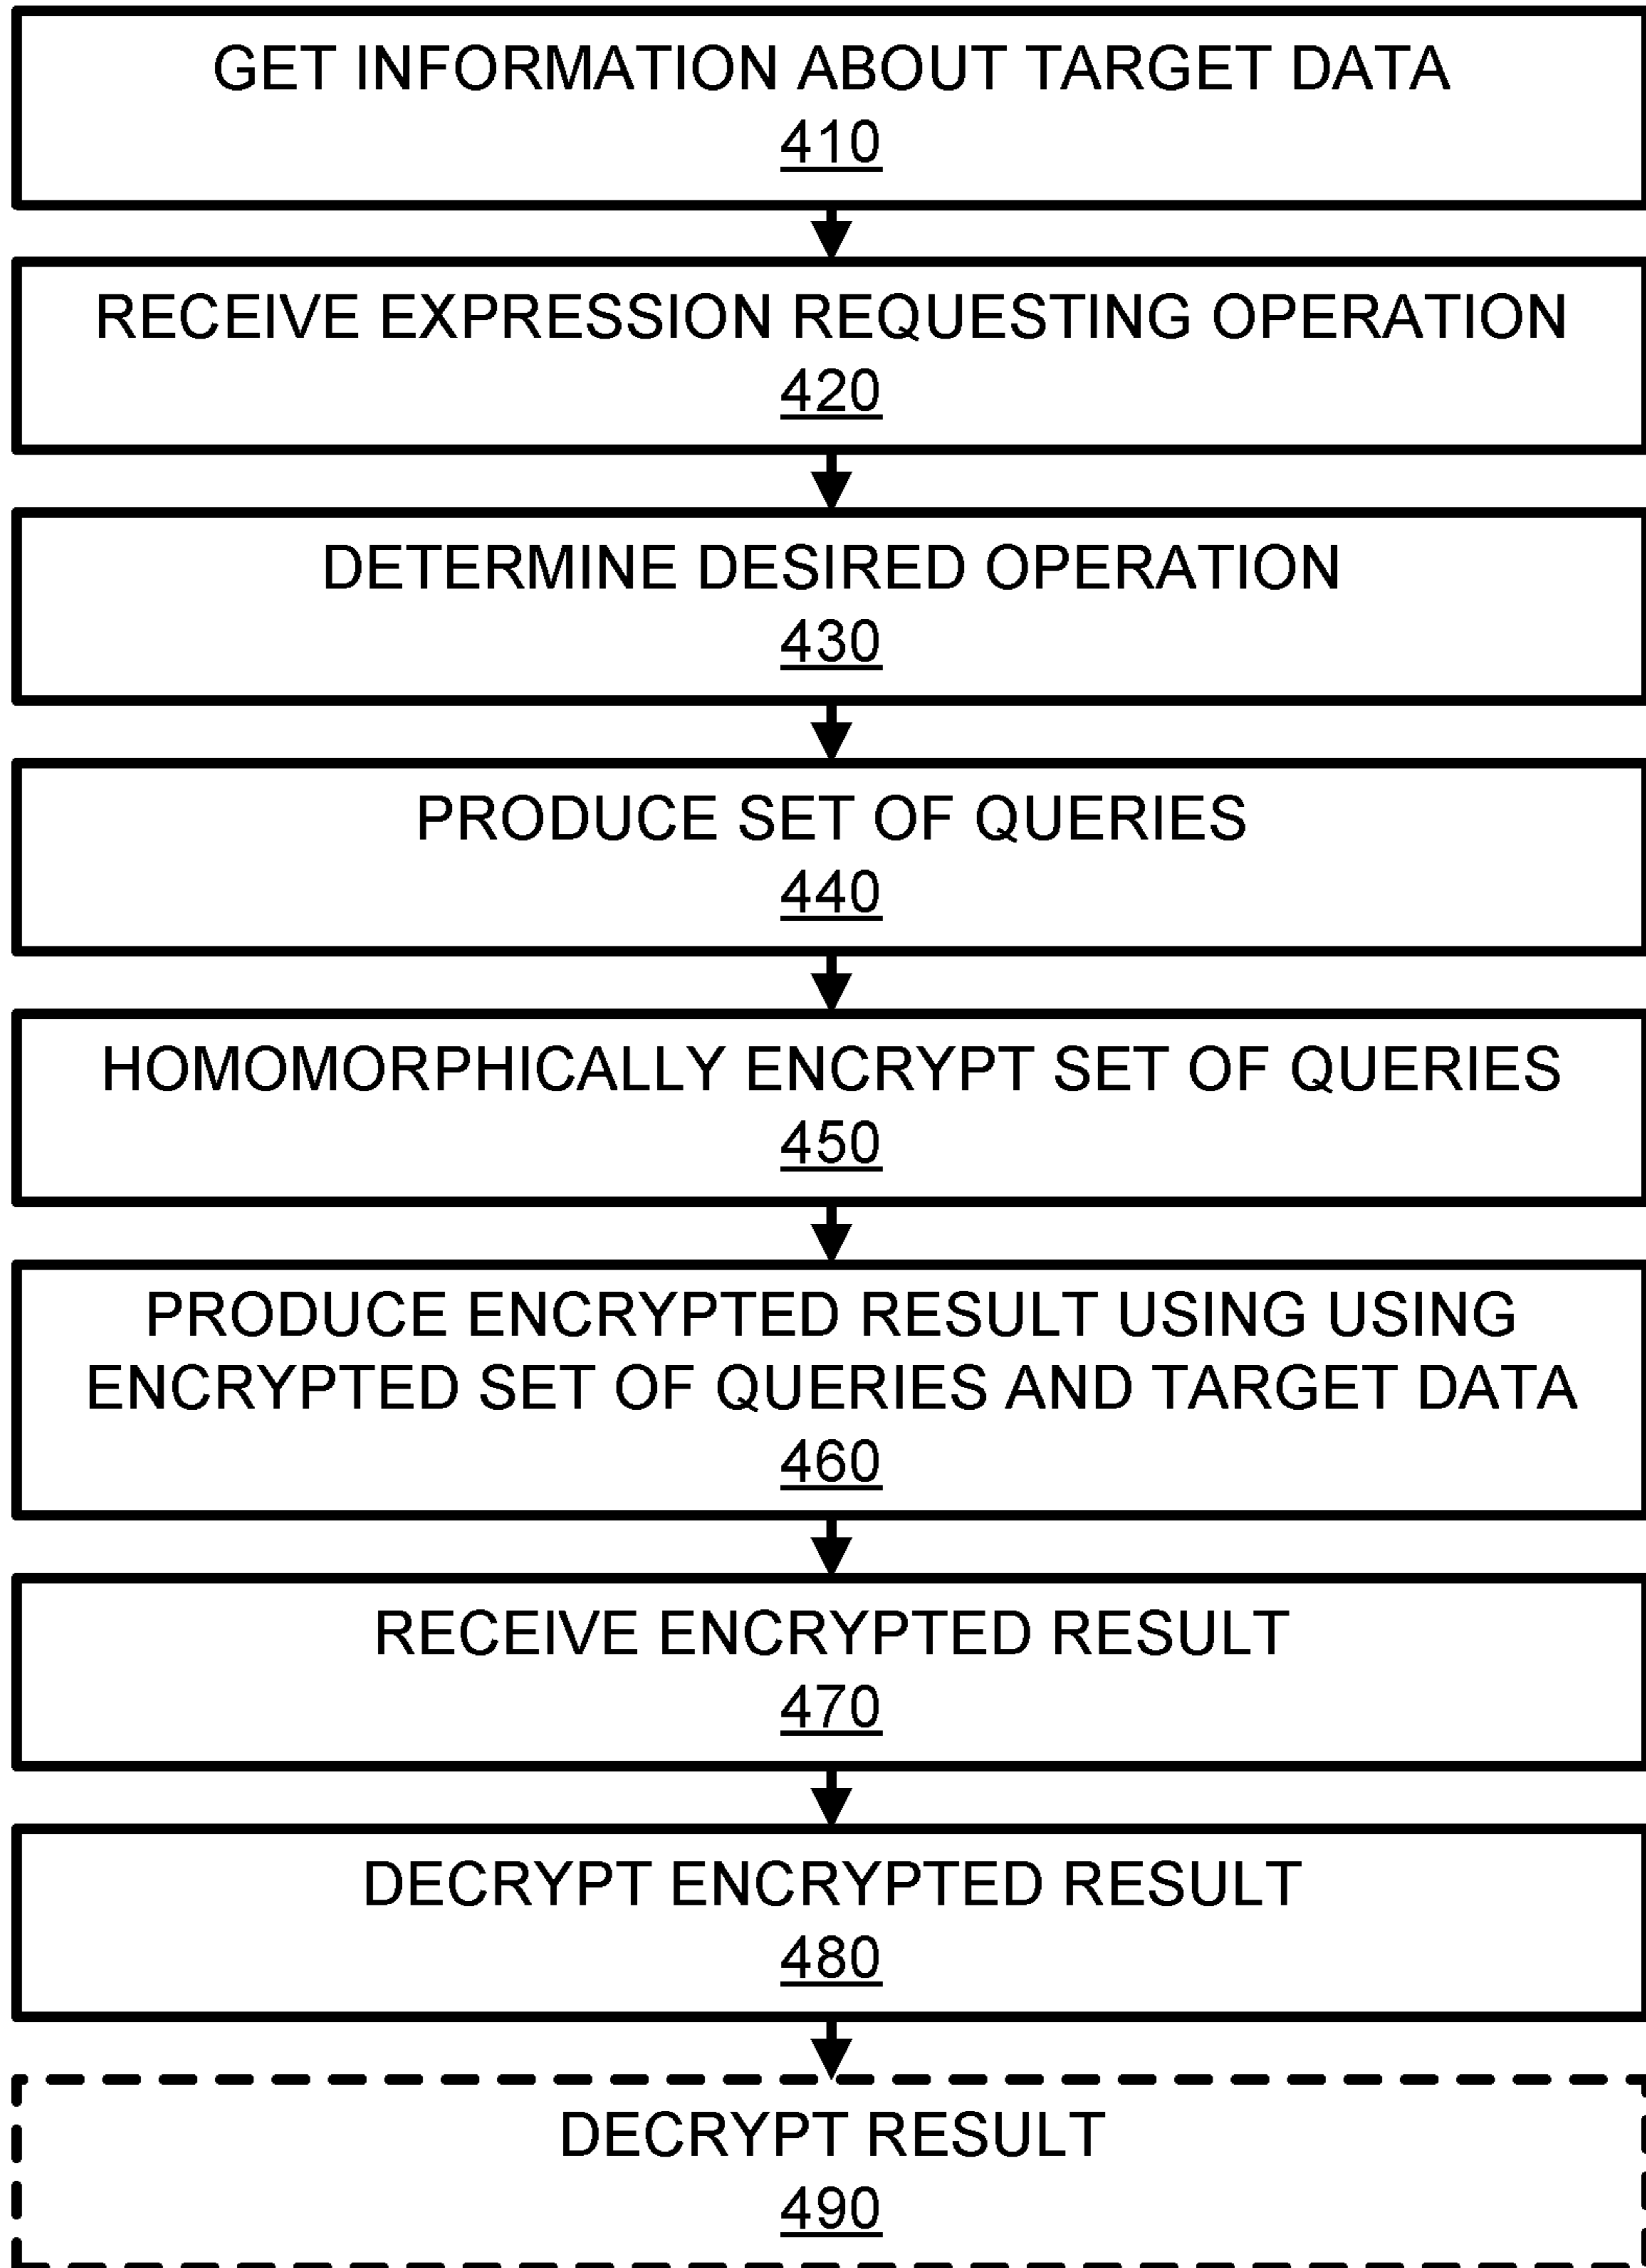 GET INFORMATION ABOUT TARGET DATA
410
RECEIVE EXPRESSION REQUESTING OPERATION
420
DETERMINE DESIRED OPERATION
430
PRODUCE SET OF QUERIES
440
HOMOMORPHICALLY ENCRYPT SET OF QUERIES
450
PRODUCE ENCRYPTED RESULT USING USING
ENCRYPTED SET OF QUERIES AND TARGET DATA
460
RECEIVE ENCRYPTED RESULT
470
DECRYPT ENCRYPTED RESULT
480
DECRYPT RESULT
490